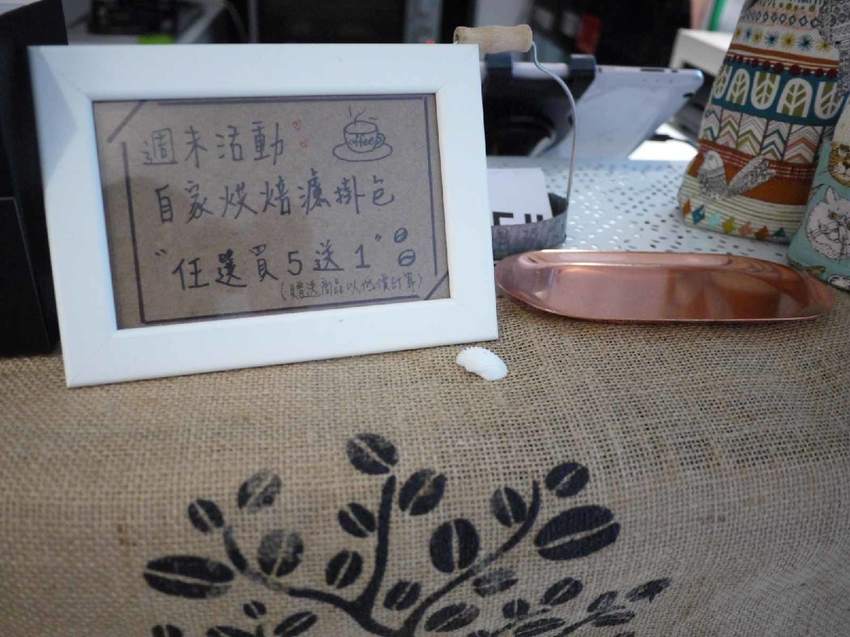 週末活動
coffee
自家烘焙濾掛包
"任選買5送1"
(贈送商品以低價計算)